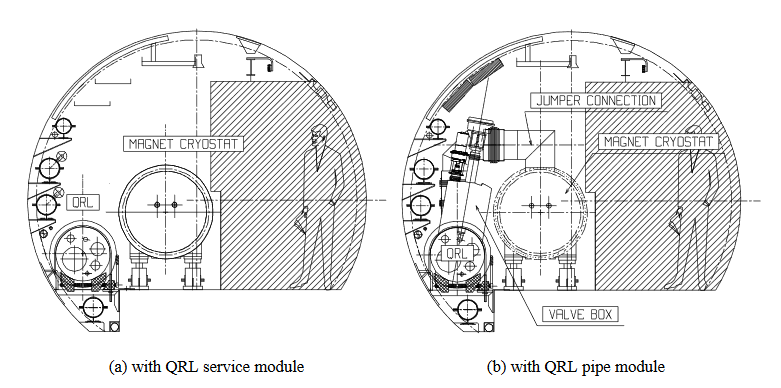 MAGNET CRYOSTAT
QRL
JUMPER CONNECTION
MAGNET CRYOSTAT
QRL
VALVE BOX
(a) with QRL service module
(b) with QRL pipe module